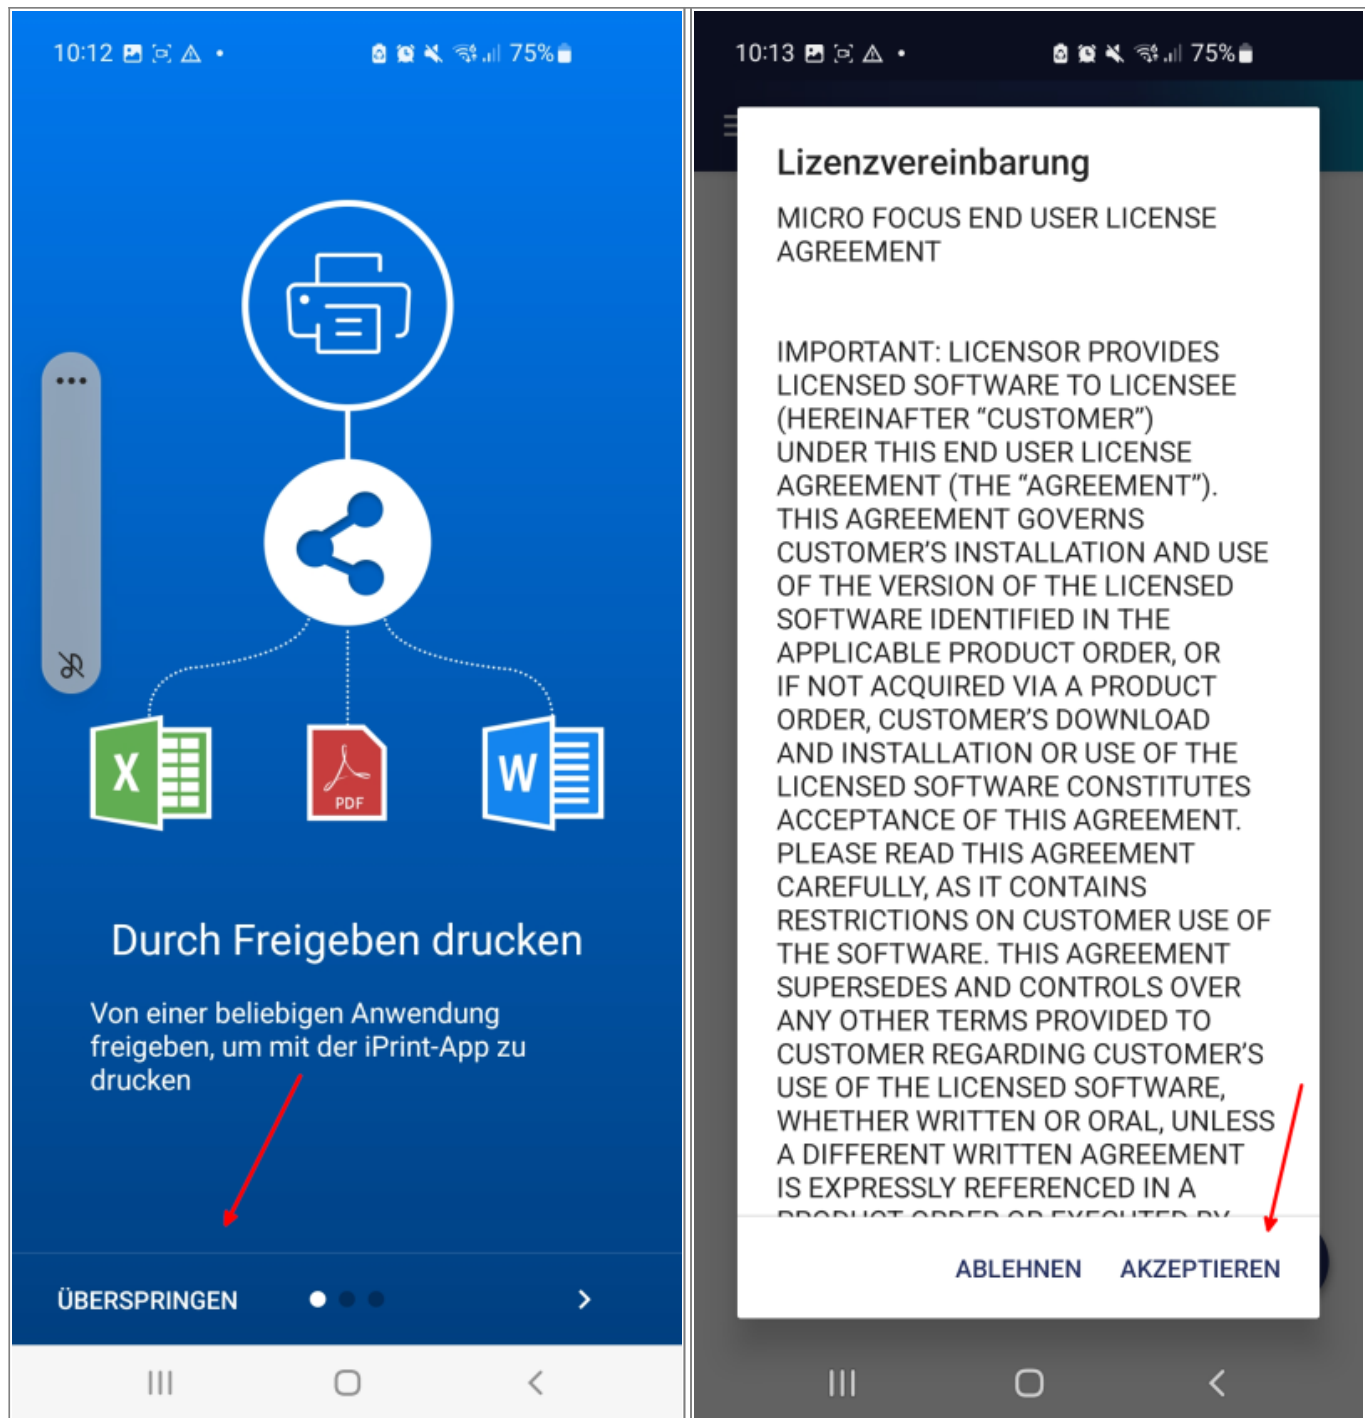 10:12
75%
X
PDF
W
Durch Freigeben drucken
Von einer beliebigen Anwendung
freigeben, um mit der iPrint-App zu
drucken
ÜBERSPRINGEN
10:13
75%
Lizenzvereinbarung
MICRO FOCUS END USER LICENSE
AGREEMENT
IMPORTANT: LICENSOR PROVIDES
LICENSED SOFTWARE TO LICENSEE
(HEREINAFTER “CUSTOMER”)
UNDER THIS END USER LICENSE
AGREEMENT (THE “AGREEMENT”).
THIS AGREEMENT GOVERNS
CUSTOMER’S INSTALLATION AND USE
OF THE VERSION OF THE LICENSED
SOFTWARE IDENTIFIED IN THE
APPLICABLE PRODUCT ORDER, OR
IF NOT ACQUIRED VIA A PRODUCT
ORDER, CUSTOMER’S DOWNLOAD
AND INSTALLATION OR USE OF THE
LICENSED SOFTWARE CONSTITUTES
ACCEPTANCE OF THIS AGREEMENT.
PLEASE READ THIS AGREEMENT
CAREFULLY, AS IT CONTAINS
RESTRICTIONS ON CUSTOMER USE OF
THE SOFTWARE. THIS AGREEMENT
SUPERSEDES AND CONTROLS OVER
ANY OTHER TERMS PROVIDED TO
CUSTOMER REGARDING CUSTOMER’S
USE OF THE LICENSED SOFTWARE,
WHETHER WRITTEN OR ORAL, UNLESS
A DIFFERENT WRITTEN AGREEMENT
IS EXPRESSLY REFERENCED IN A
PRODUCT ORDER OR EXECUTED BY
ABLEHNEN AKZEPTIEREN